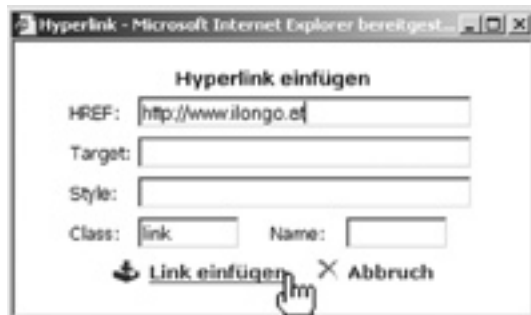 Hyperlink - Microsoft Internet Explorer bereitgest...
Hyperlink einfügen
HREF: http://www.ilongo.at
Target:
Style:
Class: link Name:
Link einfügen Abbruch